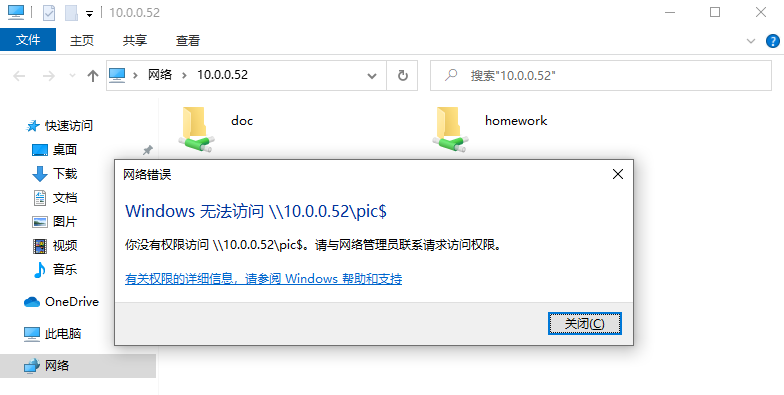 10.0.0.52
文件 主页 共享 查看
网络 10.0.0.52 搜索"10.0.0.52"
快速访问
桌面
下载
文档
图片
视频
音乐
OneDrive
此电脑
网络
doc homework
网络错误
Windows 无法访问 \\10.0.0.52\pic$
你没有权限访问 \\10.0.0.52\pic$。请与网络管理员联系请求访问权限。
有关权限的详细信息，请参阅 Windows 帮助和支持
关闭(C)